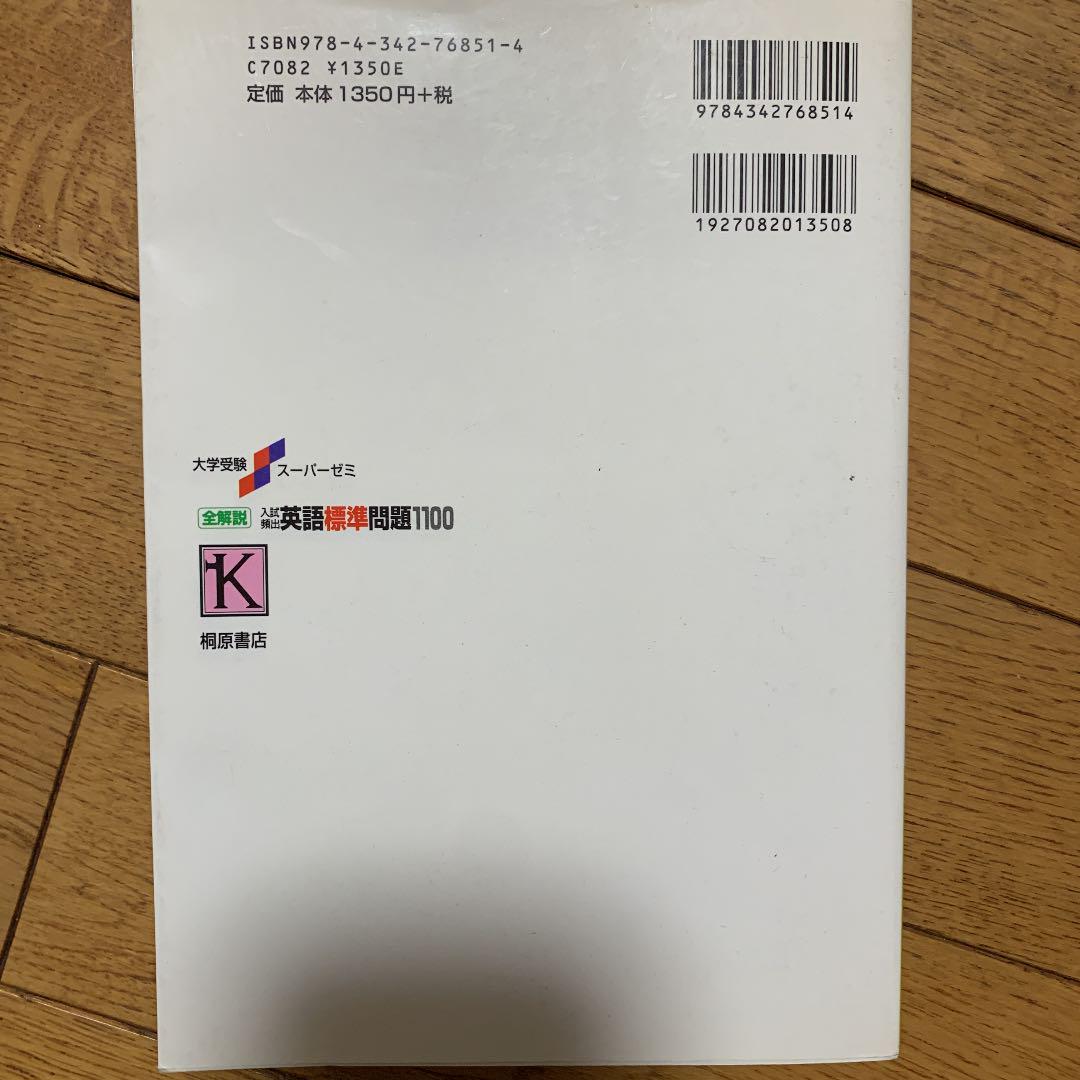 ISBN978-4-342-76851-4
C7082 ¥1350E
定価 本体1350円+税
9784342768514
1927082013508
大学受験 スーパーゼミ
全解説 入試頻出 英語標準問題1100
K
桐原書店